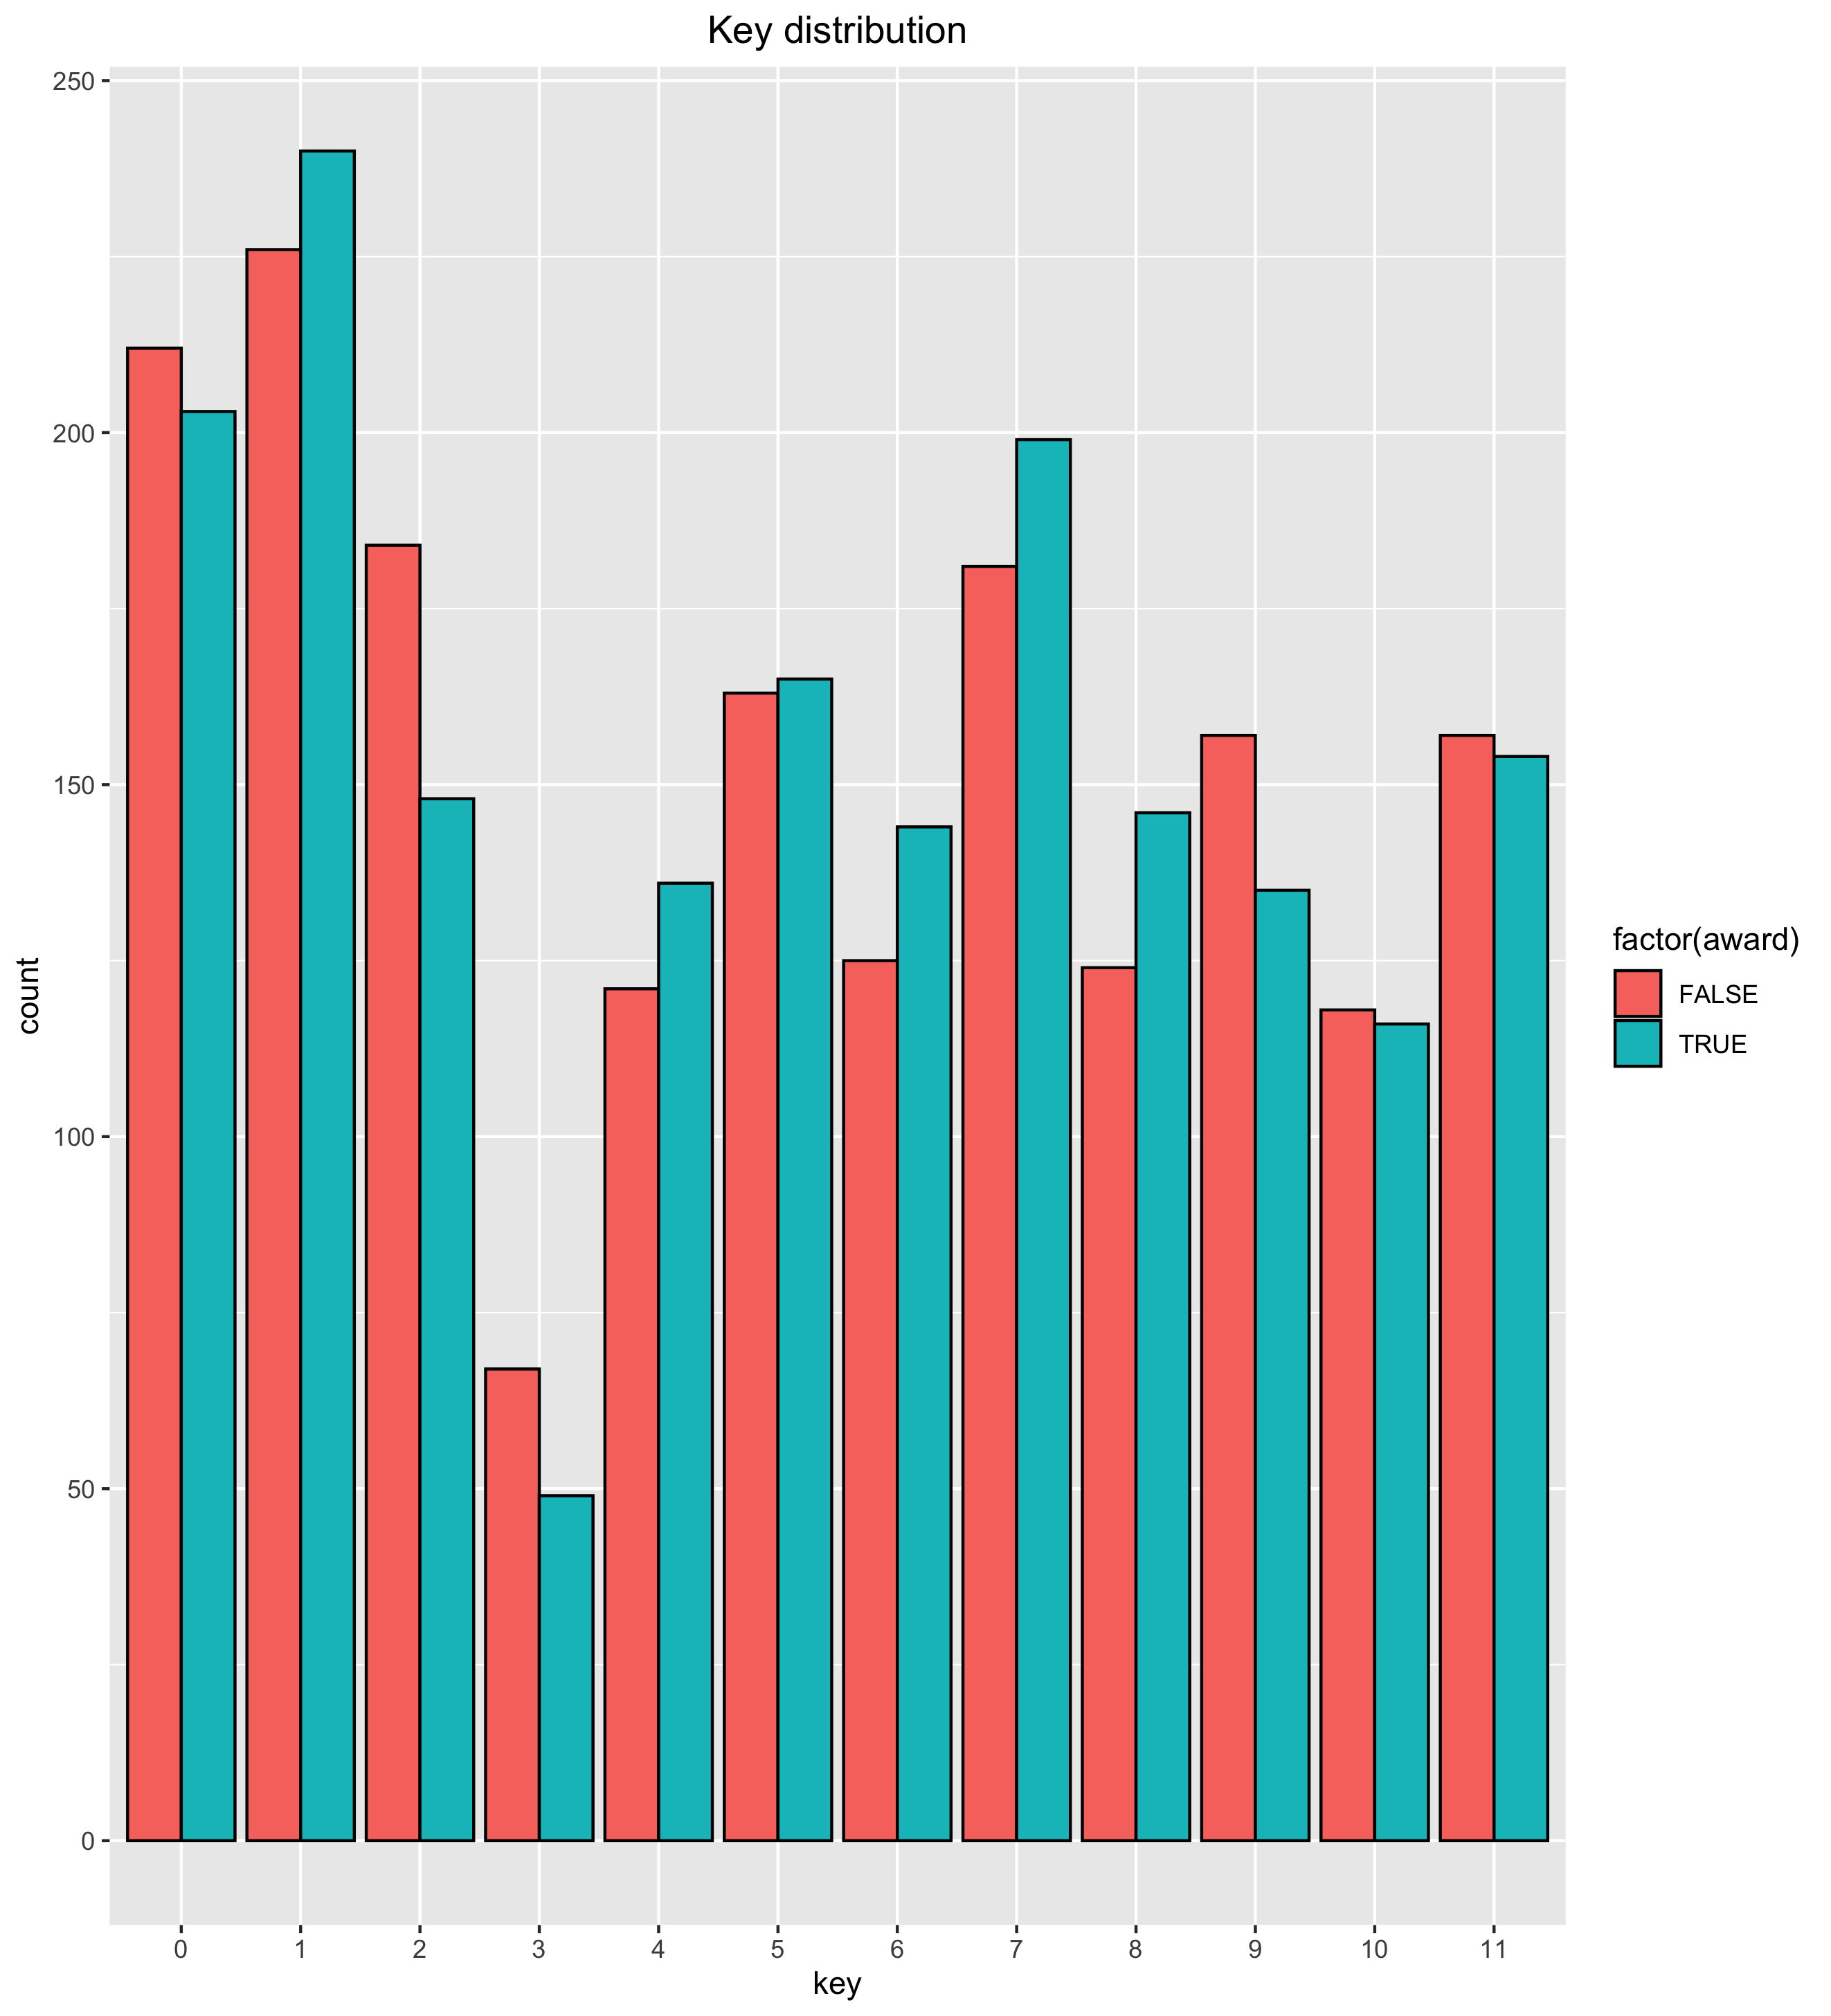 Key distribution
250
200
150
100
50
0
count
0 1 2 3 4 5 6 7 8 9 10 11
key
factor(award)
FALSE
TRUE